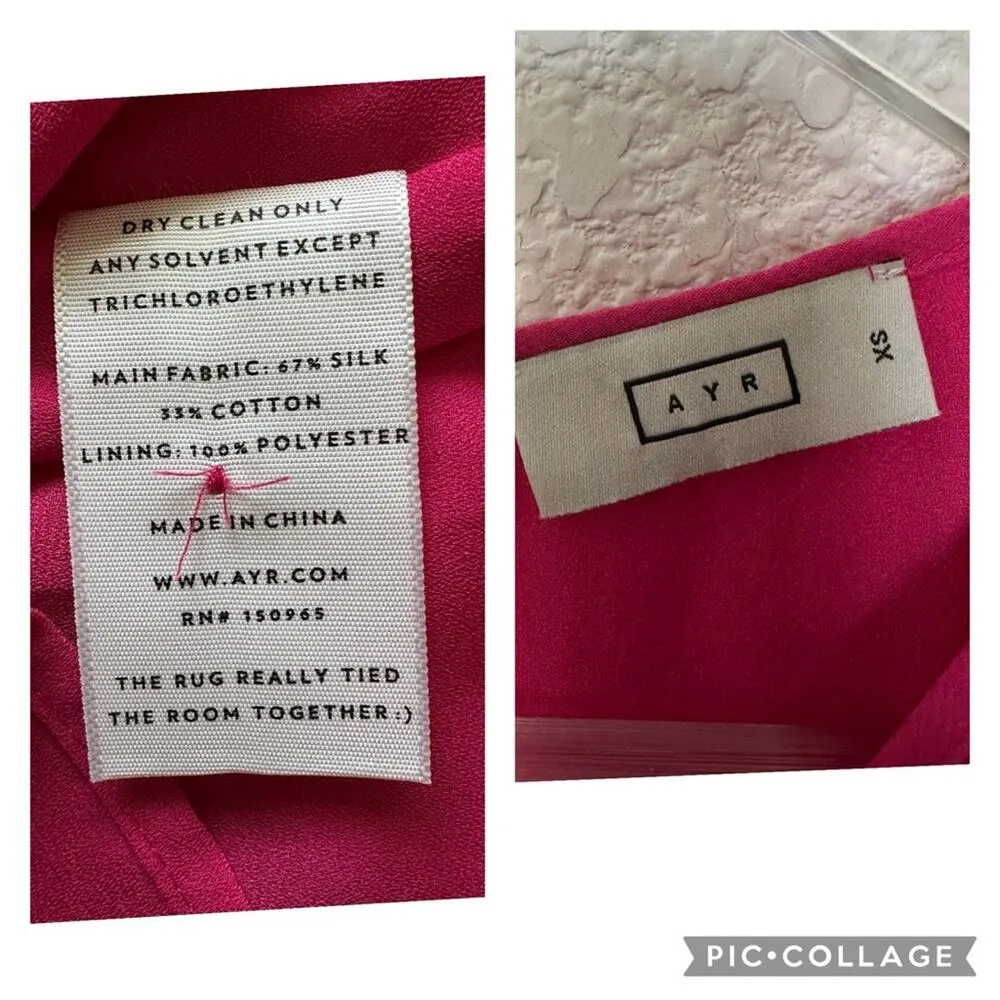 DRY CLEAN ONLY
ANY SOLVENT EXCEPT
TRICHLOROETHYLENE
MAIN FABRIC: 67% SILK
33% COTTON
LINING: 100% POLYESTER
MADE IN CHINA
WWW.AYR.COM
RN# 150965
THE RUG REALLY TIED
THE ROOM TOGETHER :)
AYR
XS
PIC•COLLAGE